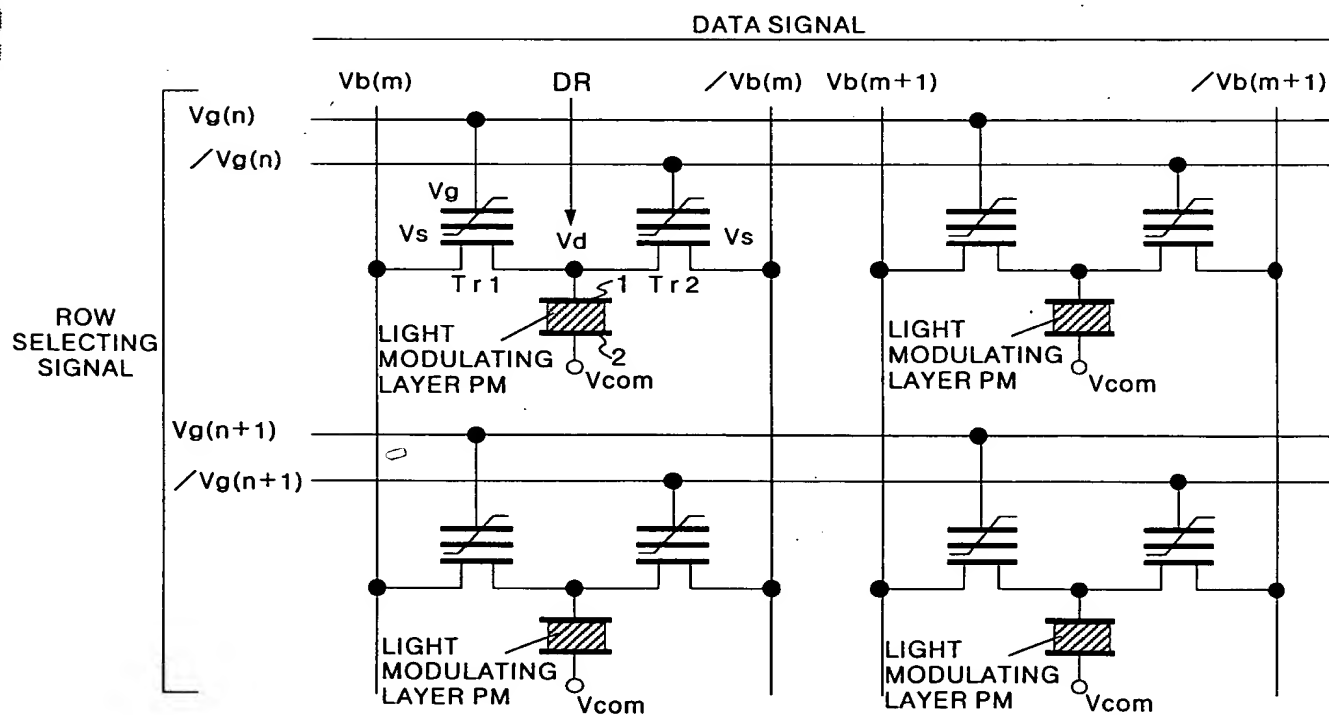 DATA SIGNAL
Vb(m)
DR
/Vb(m)
Vb(m+1)
/Vb(m+1)
Vg(n)
/Vg(n)
Vg
Vs
Vd
Vs
Tr1
1
Tr2
LIGHT
MODULATING
LAYER PM
2
Vcom
LIGHT
MODULATING
LAYER PM
Vcom
ROW
SELECTING
SIGNAL
Vg(n+1)
/Vg(n+1)
LIGHT
MODULATING
LAYER PM
Vcom
LIGHT
MODULATING
LAYER PM
Vcom